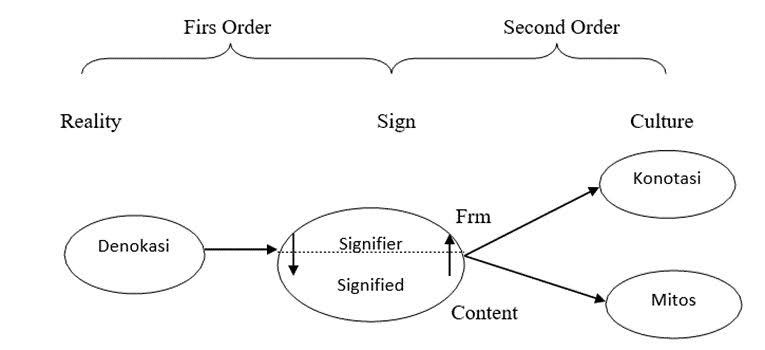 Firs Order
Second Order
Reality
Sign
Culture
Konotasi
Frm
Denokasi
Signifier
Signified
Mitos
Content